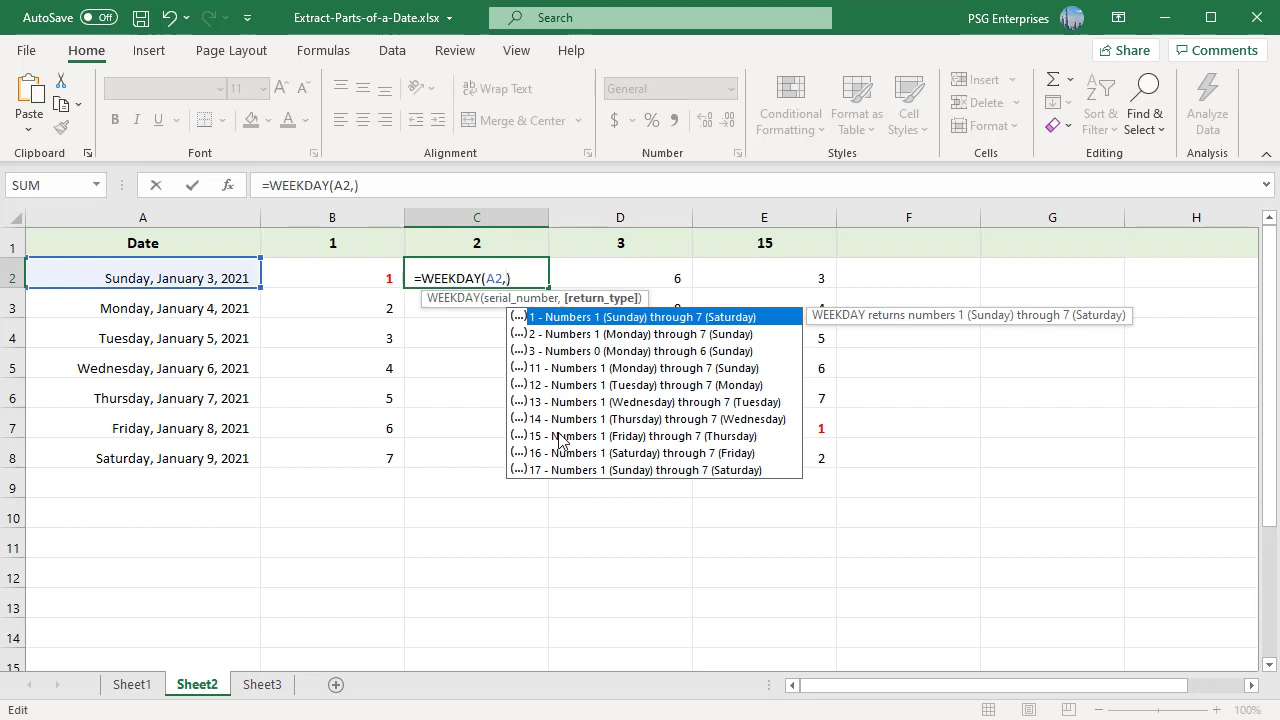 AutoSave Off Extract-Parts-of-a-Date.xlsx Search PSG Enterprises
File Home Insert Page Layout Formulas Data Review View Help Share Comments
Paste 11 A A Wrap Text General Conditional Formatting Format as Table Cell Styles Insert Sort & Filter Find & Select Analyze Data
B I U A Merge & Center $ % Delete
Format
Clipboard Font Alignment Number Styles Cells Editing Analysis
SUM fx =WEEKDAY(A2,)
A B C D E F G H
1 Date 1 2 3 15
2 Sunday, January 3, 2021 1 =WEEKDAY(A2,) 6 3
WEEKDAY(serial_number, [return_type])
3 Monday, January 4, 2021 2
4 Tuesday, January 5, 2021 3 5
5 Wednesday, January 6, 2021 4 6
6 Thursday, January 7, 2021 5 7
7 Friday, January 8, 2021 6 1
8 Saturday, January 9, 2021 7 2
(...) 1 - Numbers 1 (Sunday) through 7 (Saturday) WEEKDAY returns numbers 1 (Sunday) through 7 (Saturday)
(...) 2 - Numbers 1 (Monday) through 7 (Sunday)
(...) 3 - Numbers 0 (Monday) through 6 (Sunday)
(...) 11 - Numbers 1 (Monday) through 7 (Sunday)
(...) 12 - Numbers 1 (Tuesday) through 7 (Monday)
(...) 13 - Numbers 1 (Wednesday) through 7 (Tuesday)
(...) 14 - Numbers 1 (Thursday) through 7 (Wednesday)
(...) 15 - Numbers 1 (Friday) through 7 (Thursday)
(...) 16 - Numbers 1 (Saturday) through 7 (Friday)
(...) 17 - Numbers 1 (Sunday) through 7 (Saturday)
9
10
11
12
13
14
15
Sheet1 Sheet2 Sheet3
Edit 100%